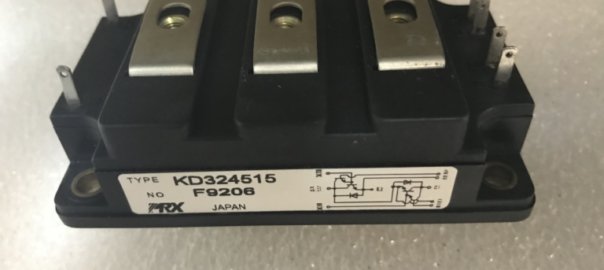 TYPE KD324515
NO F9206
PRX JAPAN